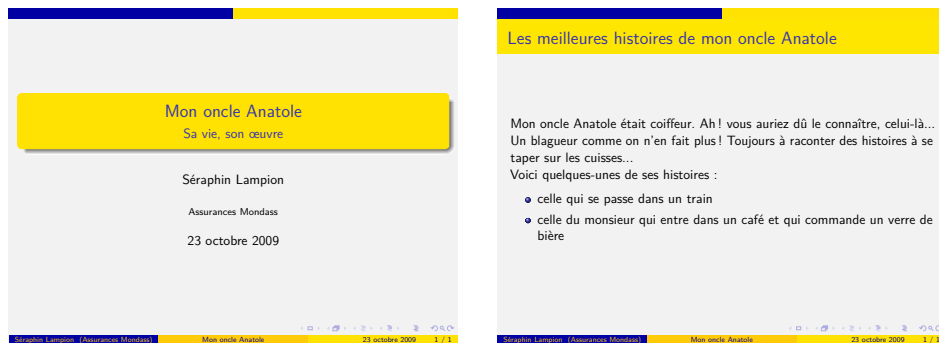 Mon oncle Anatole
Sa vie, son œuvre
Séraphin Lampion
Assurances Mondass
23 octobre 2009
Séraphin Lampion (Assurances Mondass) Mon oncle Anatole 23 octobre 2009 1 / 1
Les meilleures histoires de mon oncle Anatole
Mon oncle Anatole était coiffeur. Ah ! vous auriez dû le connaître, celui-là...
Un blagueur comme on n'en fait plus ! Toujours à raconter des histoires à se
taper sur les cuisses...
Voici quelques-unes de ses histoires :
celle qui se passe dans un train
celle du monsieur qui entre dans un café et qui commande un verre de
bière
Séraphin Lampion (Assurances Mondass) Mon oncle Anatole 23 octobre 2009 1 / 1